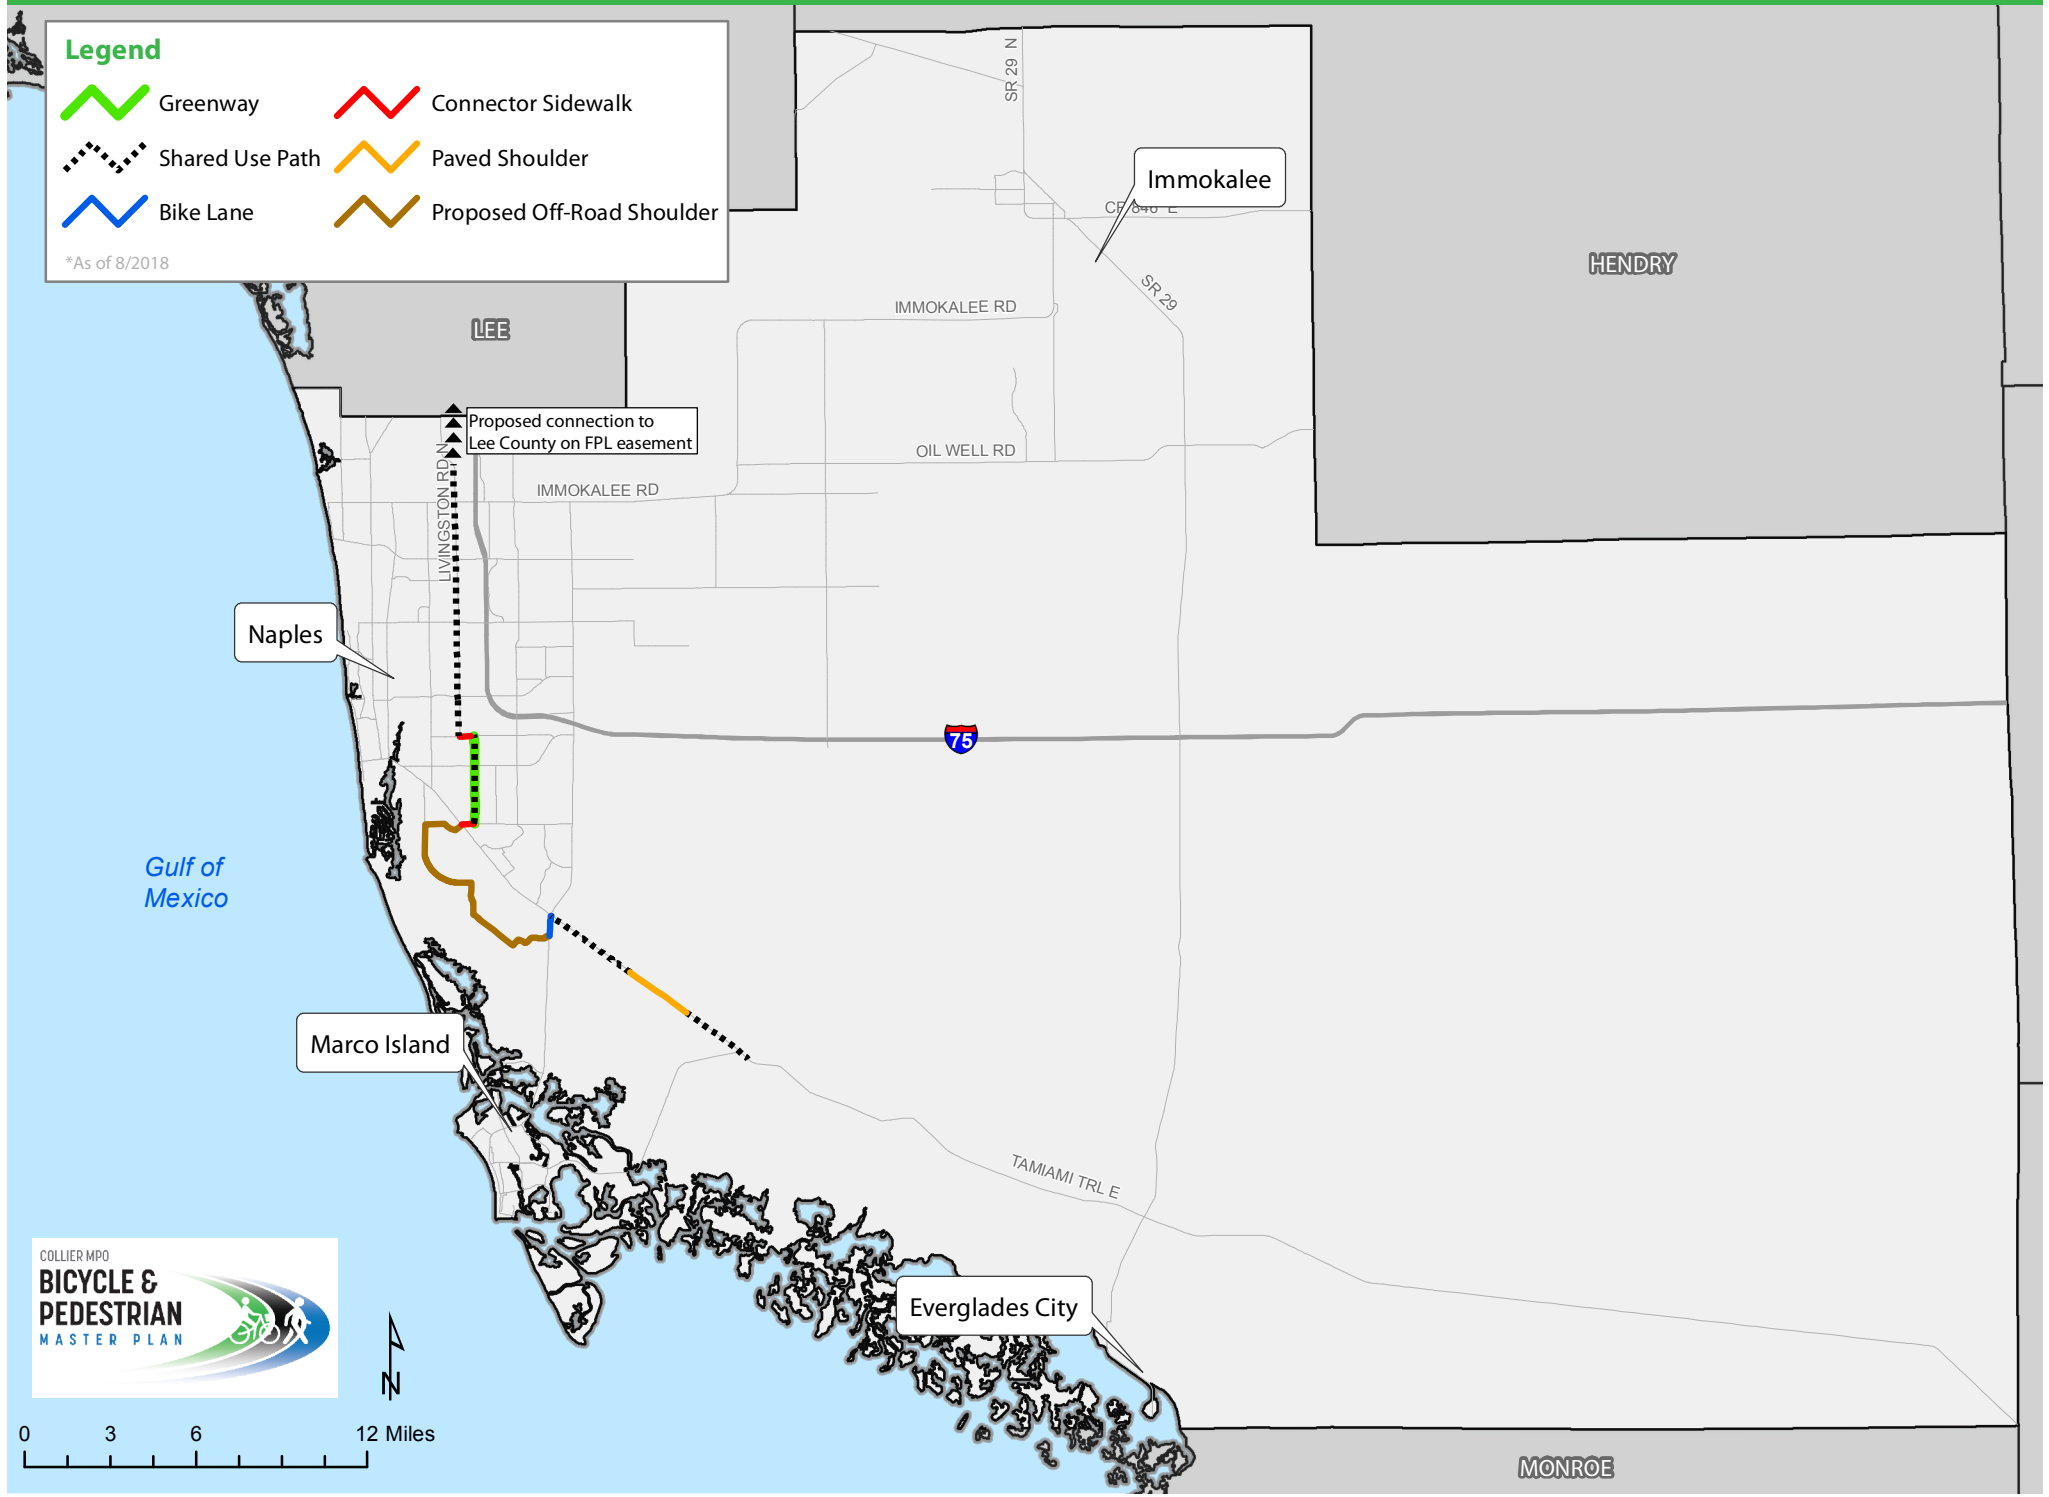 Legend
Greenway
Connector Sidewalk
Shared Use Path
Paved Shoulder
Bike Lane
Proposed Off-Road Shoulder
*As of 8/2018
SR 29 N
Immokalee
CR 846 E
HENDRY
SR 29
IMMOKALEE RD
LEE
Proposed connection to
Lee County on FPL easement
LIVINGSTON RD N
OIL WELL RD
IMMOKALEE RD
Naples
75
Gulf of
Mexico
Marco Island
TAMIAMI TRL E
COLLIER MPO
BICYCLE &
PEDESTRIAN
MASTER PLAN
Everglades City
N
0 3 6 12 Miles
MONROE